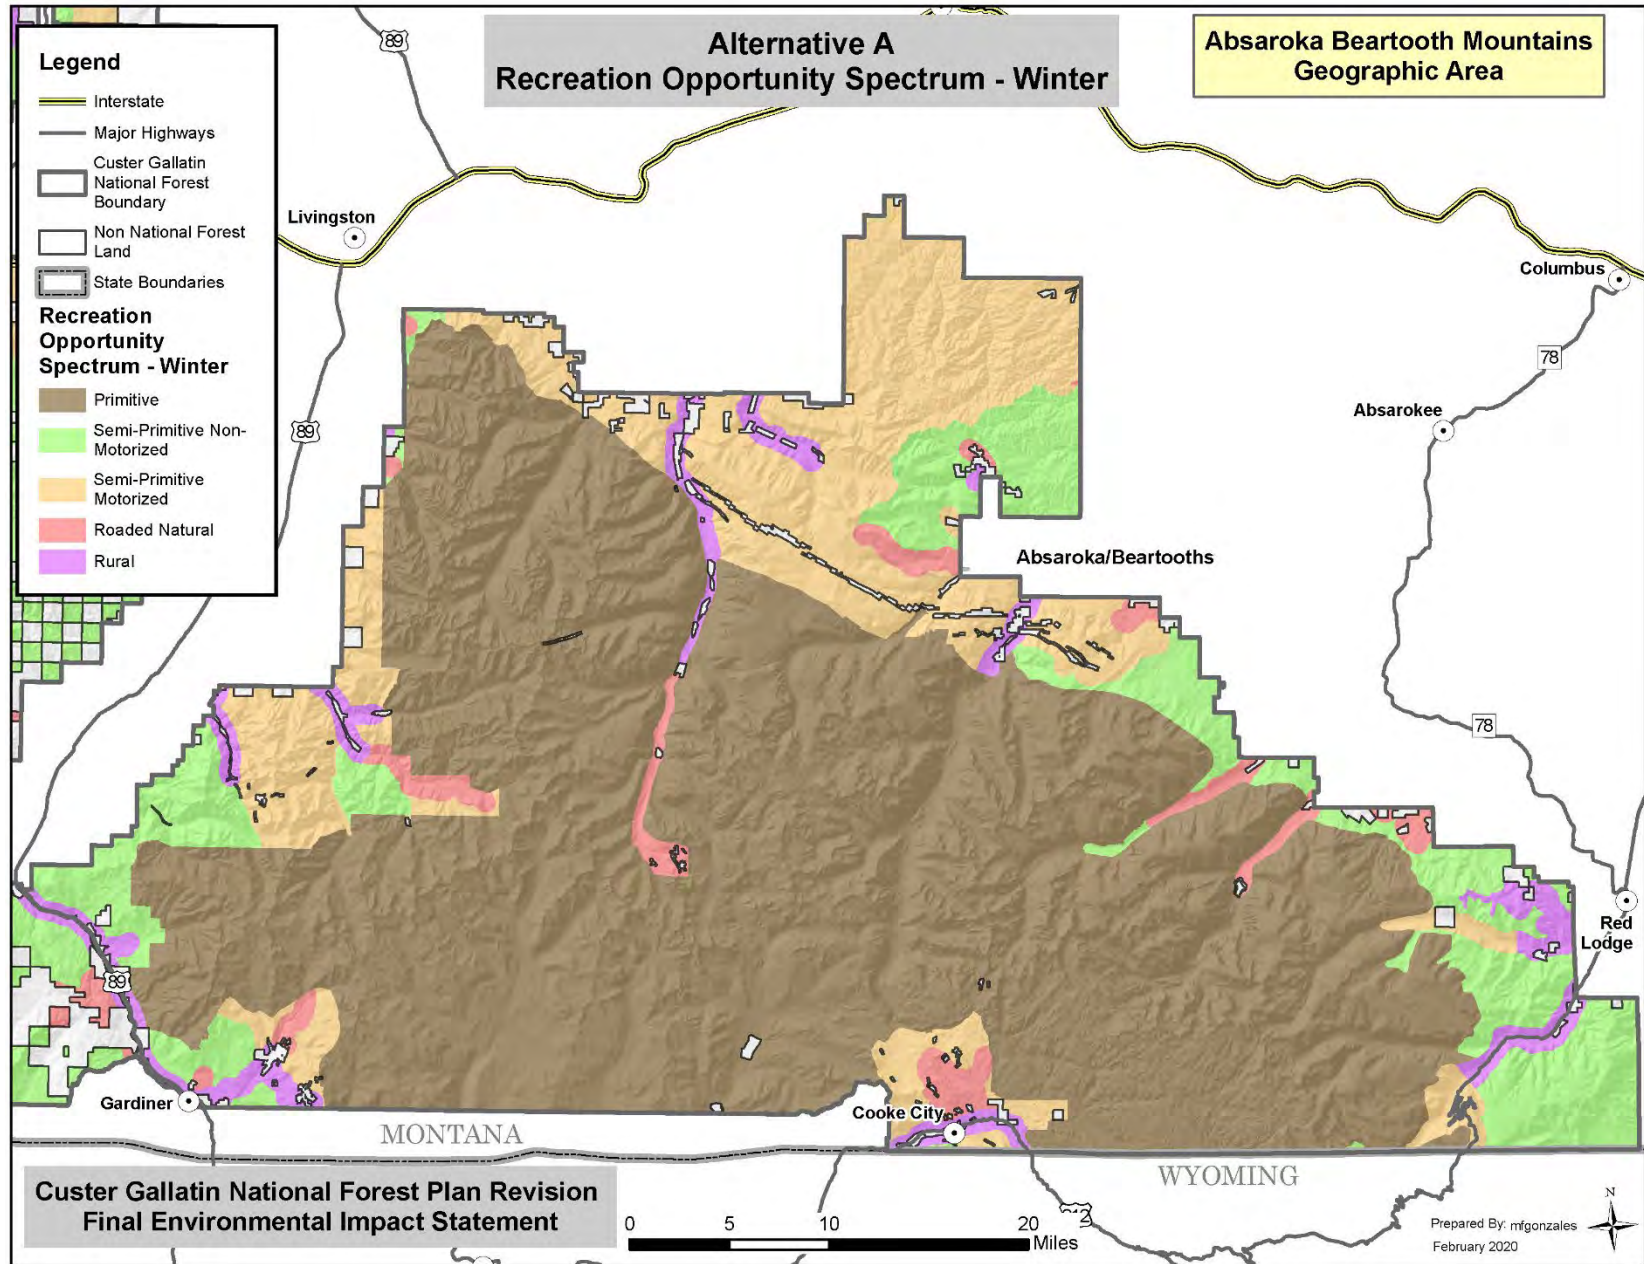 Alternative A
Recreation Opportunity Spectrum - Winter
Absaroka Beartooth Mountains
Geographic Area
Legend
Interstate
Major Highways
Custer Gallatin
National Forest
Boundary
Non National Forest
Land
State Boundaries
Recreation
Opportunity
Spectrum - Winter
Primitive
Semi-Primitive Non-
Motorized
Semi-Primitive
Motorized
Roaded Natural
Rural
89
Livingston
Columbus
78
89
Absarokee
Absaroka/Beartooths
78
Red
Lodge
89
Gardiner
Cooke City
MONTANA
WYOMING
Custer Gallatin National Forest Plan Revision
Final Environmental Impact Statement
0 5 10 20
Miles
N
Prepared By: mfgonzales
February 2020